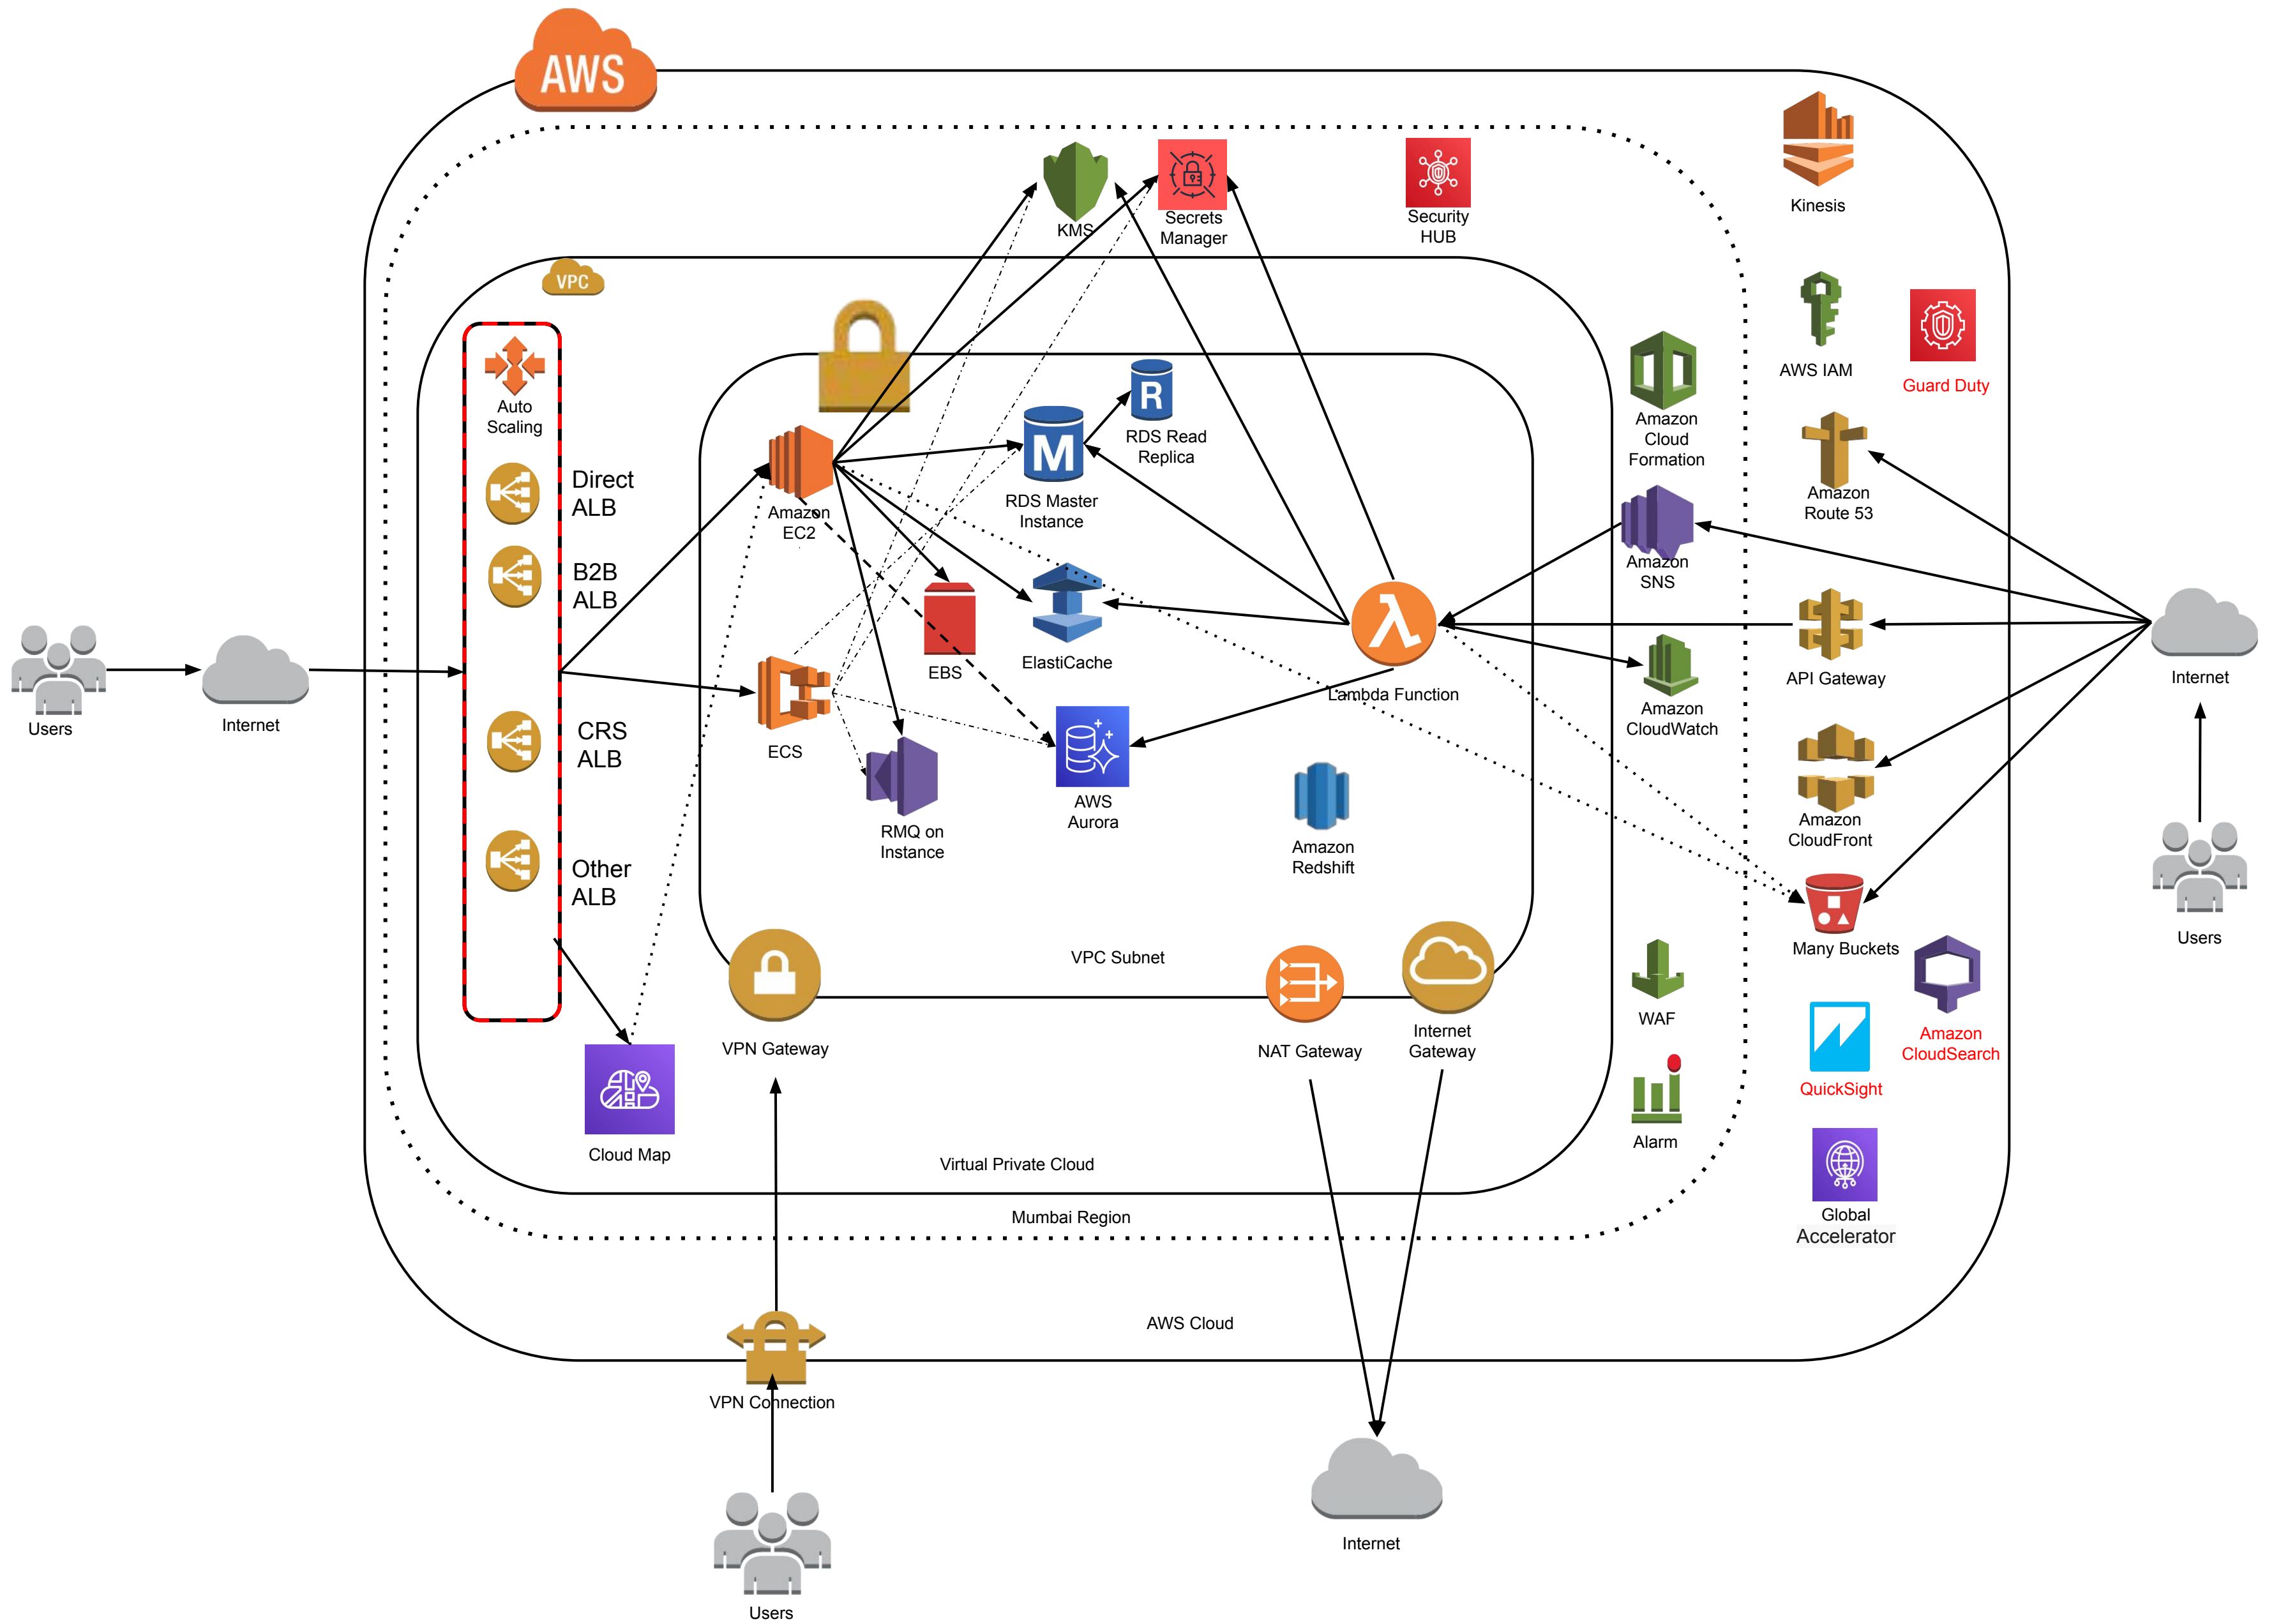 AWS
Kinesis
KMS
Secrets
Manager
Security
HUB
VPC
AWS IAM
Guard Duty
Auto
Scaling
Direct
ALB
B2B
ALB
CRS
ALB
Other
ALB
Amazon
EC2
M
RDS Master
Instance
R
RDS Read
Replica
Amazon
Cloud
Formation
Amazon
Route 53
Amazon
SNS
EBS
ElastiCache
Lambda Function
Amazon
CloudWatch
API Gateway
Users
Internet
Internet
ECS
RMQ on
Instance
AWS
Aurora
Amazon
Redshift
Amazon
CloudFront
Many Buckets
Users
VPC Subnet
VPN Gateway
NAT Gateway
Internet
Gateway
WAF
Amazon
CloudSearch
QuickSight
Alarm
Cloud Map
Virtual Private Cloud
Mumbai Region
Global
Accelerator
AWS Cloud
VPN Connection
Internet
Users